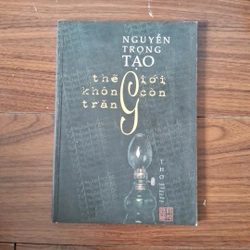 NGUYỄN
TRỌNG
TẠO
thế Giới
không còn
trăng
THƠ